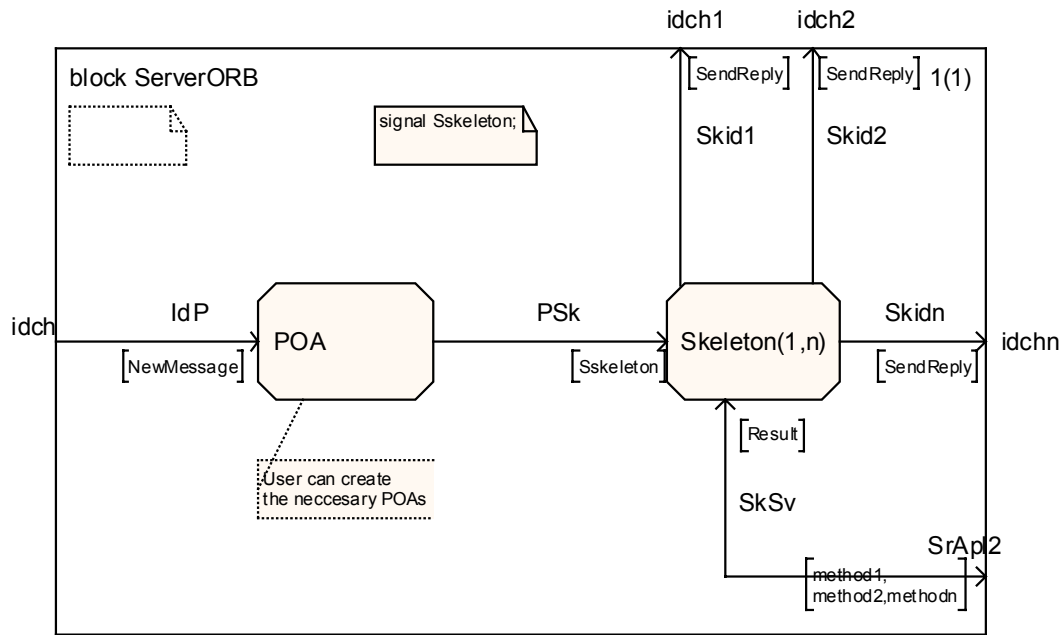 idch1
idch2
block ServerORB
[SendReply]
[SendReply]
1(1)
signal Sskeleton;
Skid1
Skid2
idch
IdP
PSk
Skidn
idchn
POA
Skeleton(1,n)
[NewMessage]
[Sskeleton]
[SendReply]
[Result]
User can create
the neccesary POAs
SkSv
SrApl2
[method1,
method2,methodn]